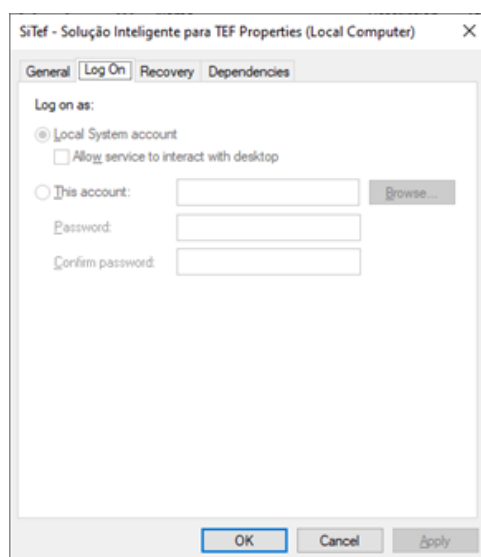 SiTef - Solução Inteligente para TEF Properties (Local Computer)
General Log On Recovery Dependencies
Log on as:
Local System account
Allow service to interact with desktop
This account: Browse...
Password:
Confirm password:
OK Cancel Apply